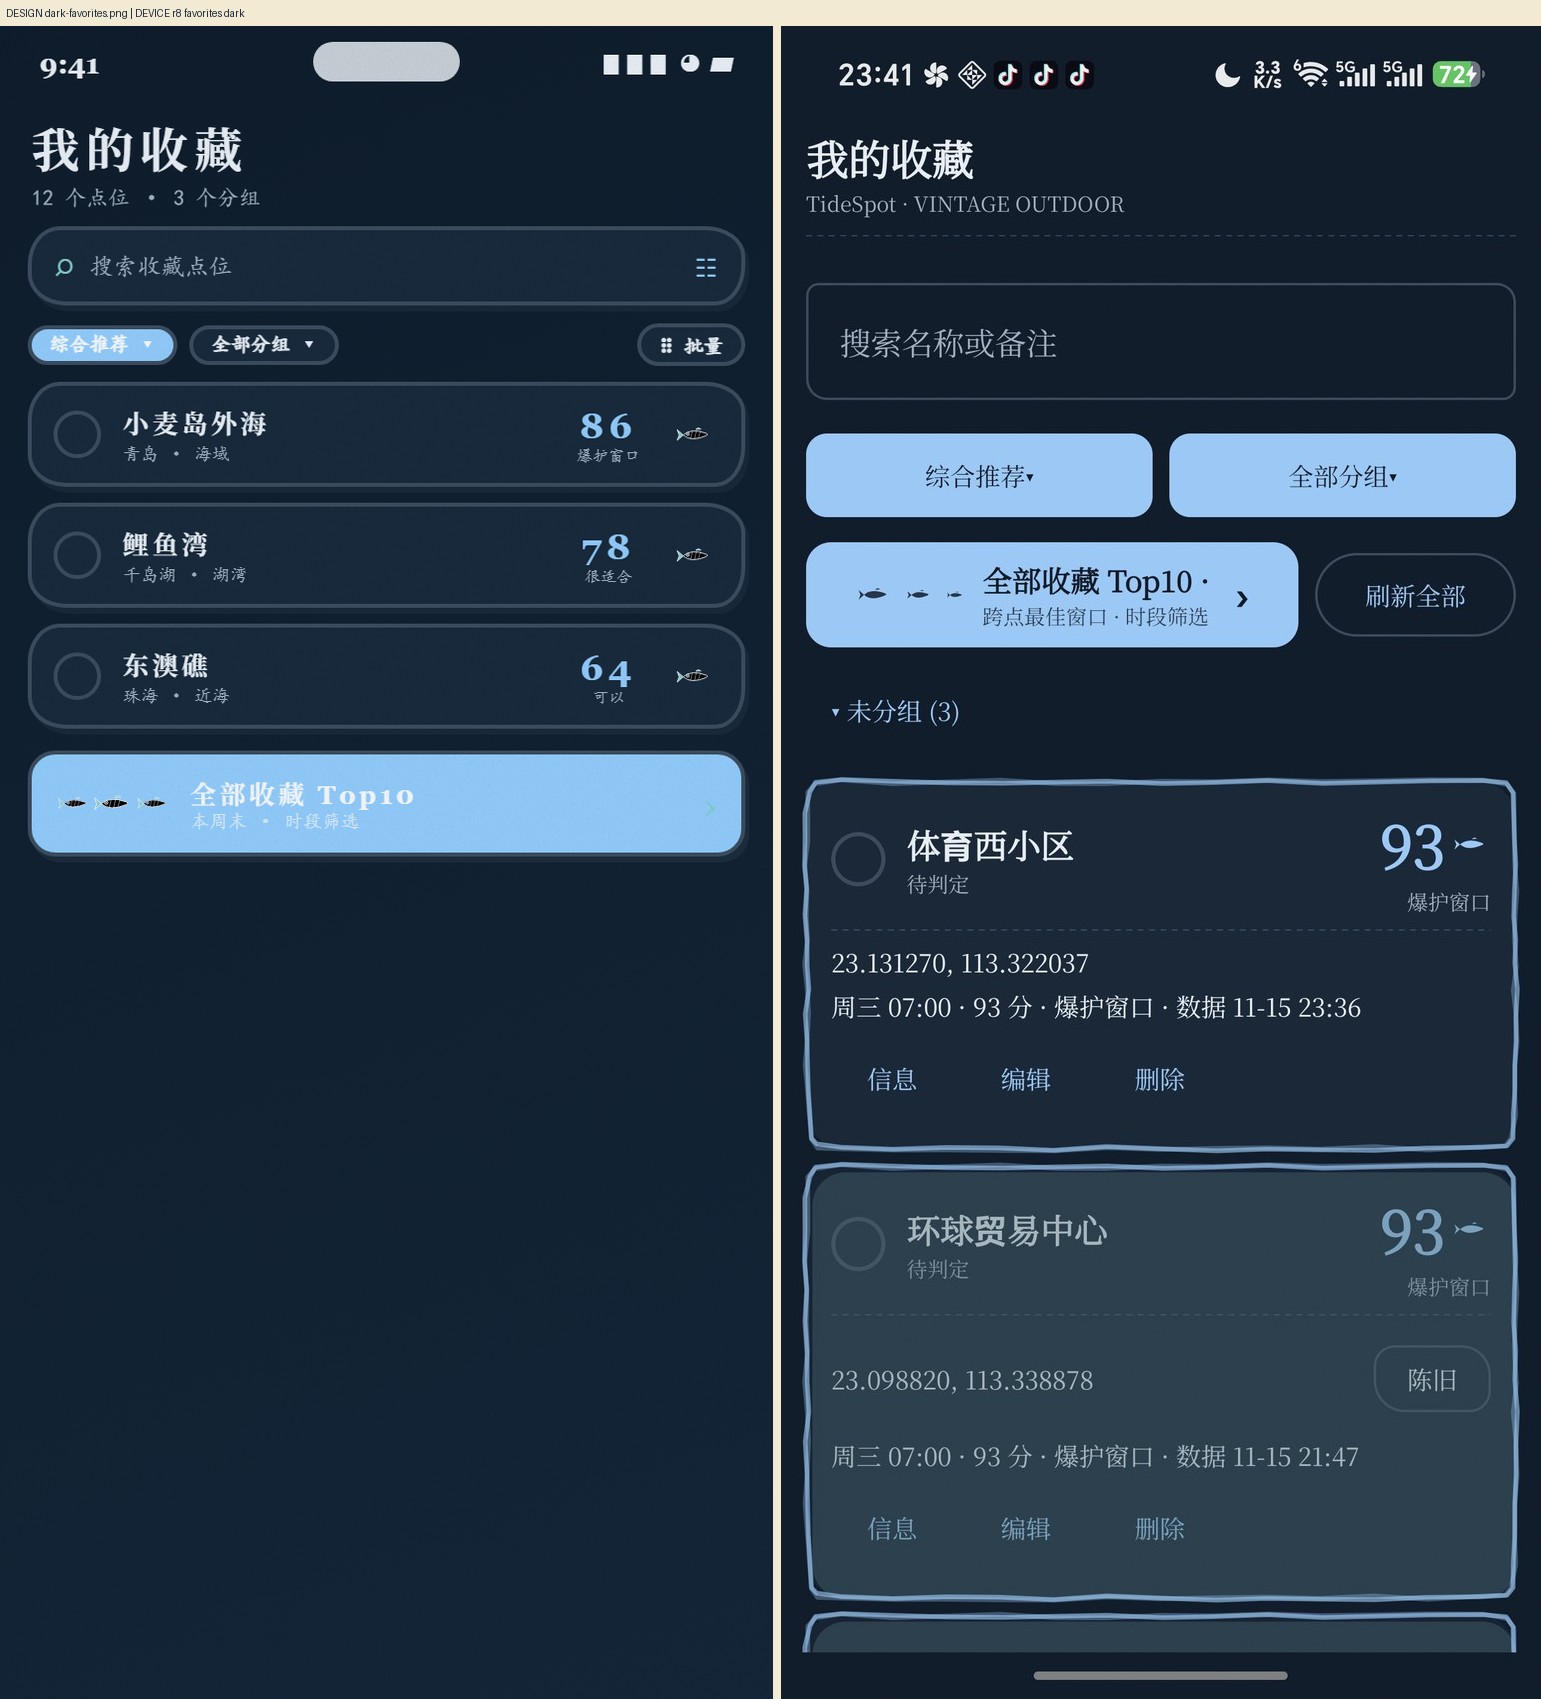 DESIGN dark-favorites.png | DEVICE r8 favorites dark
9:41
我的收藏
12 个点位 • 3 个分组
搜索收藏点位
综合推荐 ▼
全部分组 ▼
批量
小麦岛外海
青岛 • 海域
86
爆护窗口
鲤鱼湾
千岛湖 • 湖湾
78
很适合
东澳礁
珠海 • 近海
64
可以
全部收藏 Top10
本周末 • 时段筛选
›
23:41
3.3 K/s
6
5G
5G
72
我的收藏
TideSpot · VINTAGE OUTDOOR
搜索名称或备注
综合推荐▾
全部分组▾
全部收藏 Top10 ·
跨点最佳窗口 · 时段筛选
›
刷新全部
▾ 未分组 (3)
体育西小区
待判定
93
爆护窗口
23.131270, 113.322037
周三 07:00 · 93 分 · 爆护窗口 · 数据 11-15 23:36
信息 编辑 删除
环球贸易中心
待判定
93
爆护窗口
23.098820, 113.338878
陈旧
周三 07:00 · 93 分 · 爆护窗口 · 数据 11-15 21:47
信息 编辑 删除